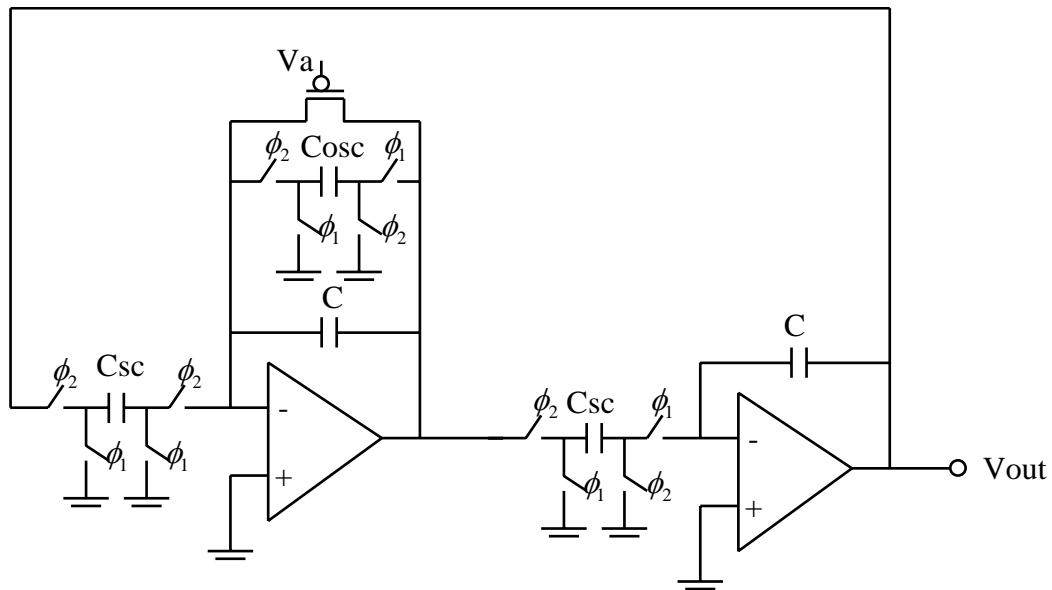 Va
ϕ₂ Cosc ϕ₁
ϕ₁ ϕ₂
C
C
ϕ₂ Csc ϕ₂
ϕ₂ Csc ϕ₁
-
-
ϕ₁ ϕ₁
+
Vout
ϕ₁ ϕ₂
+